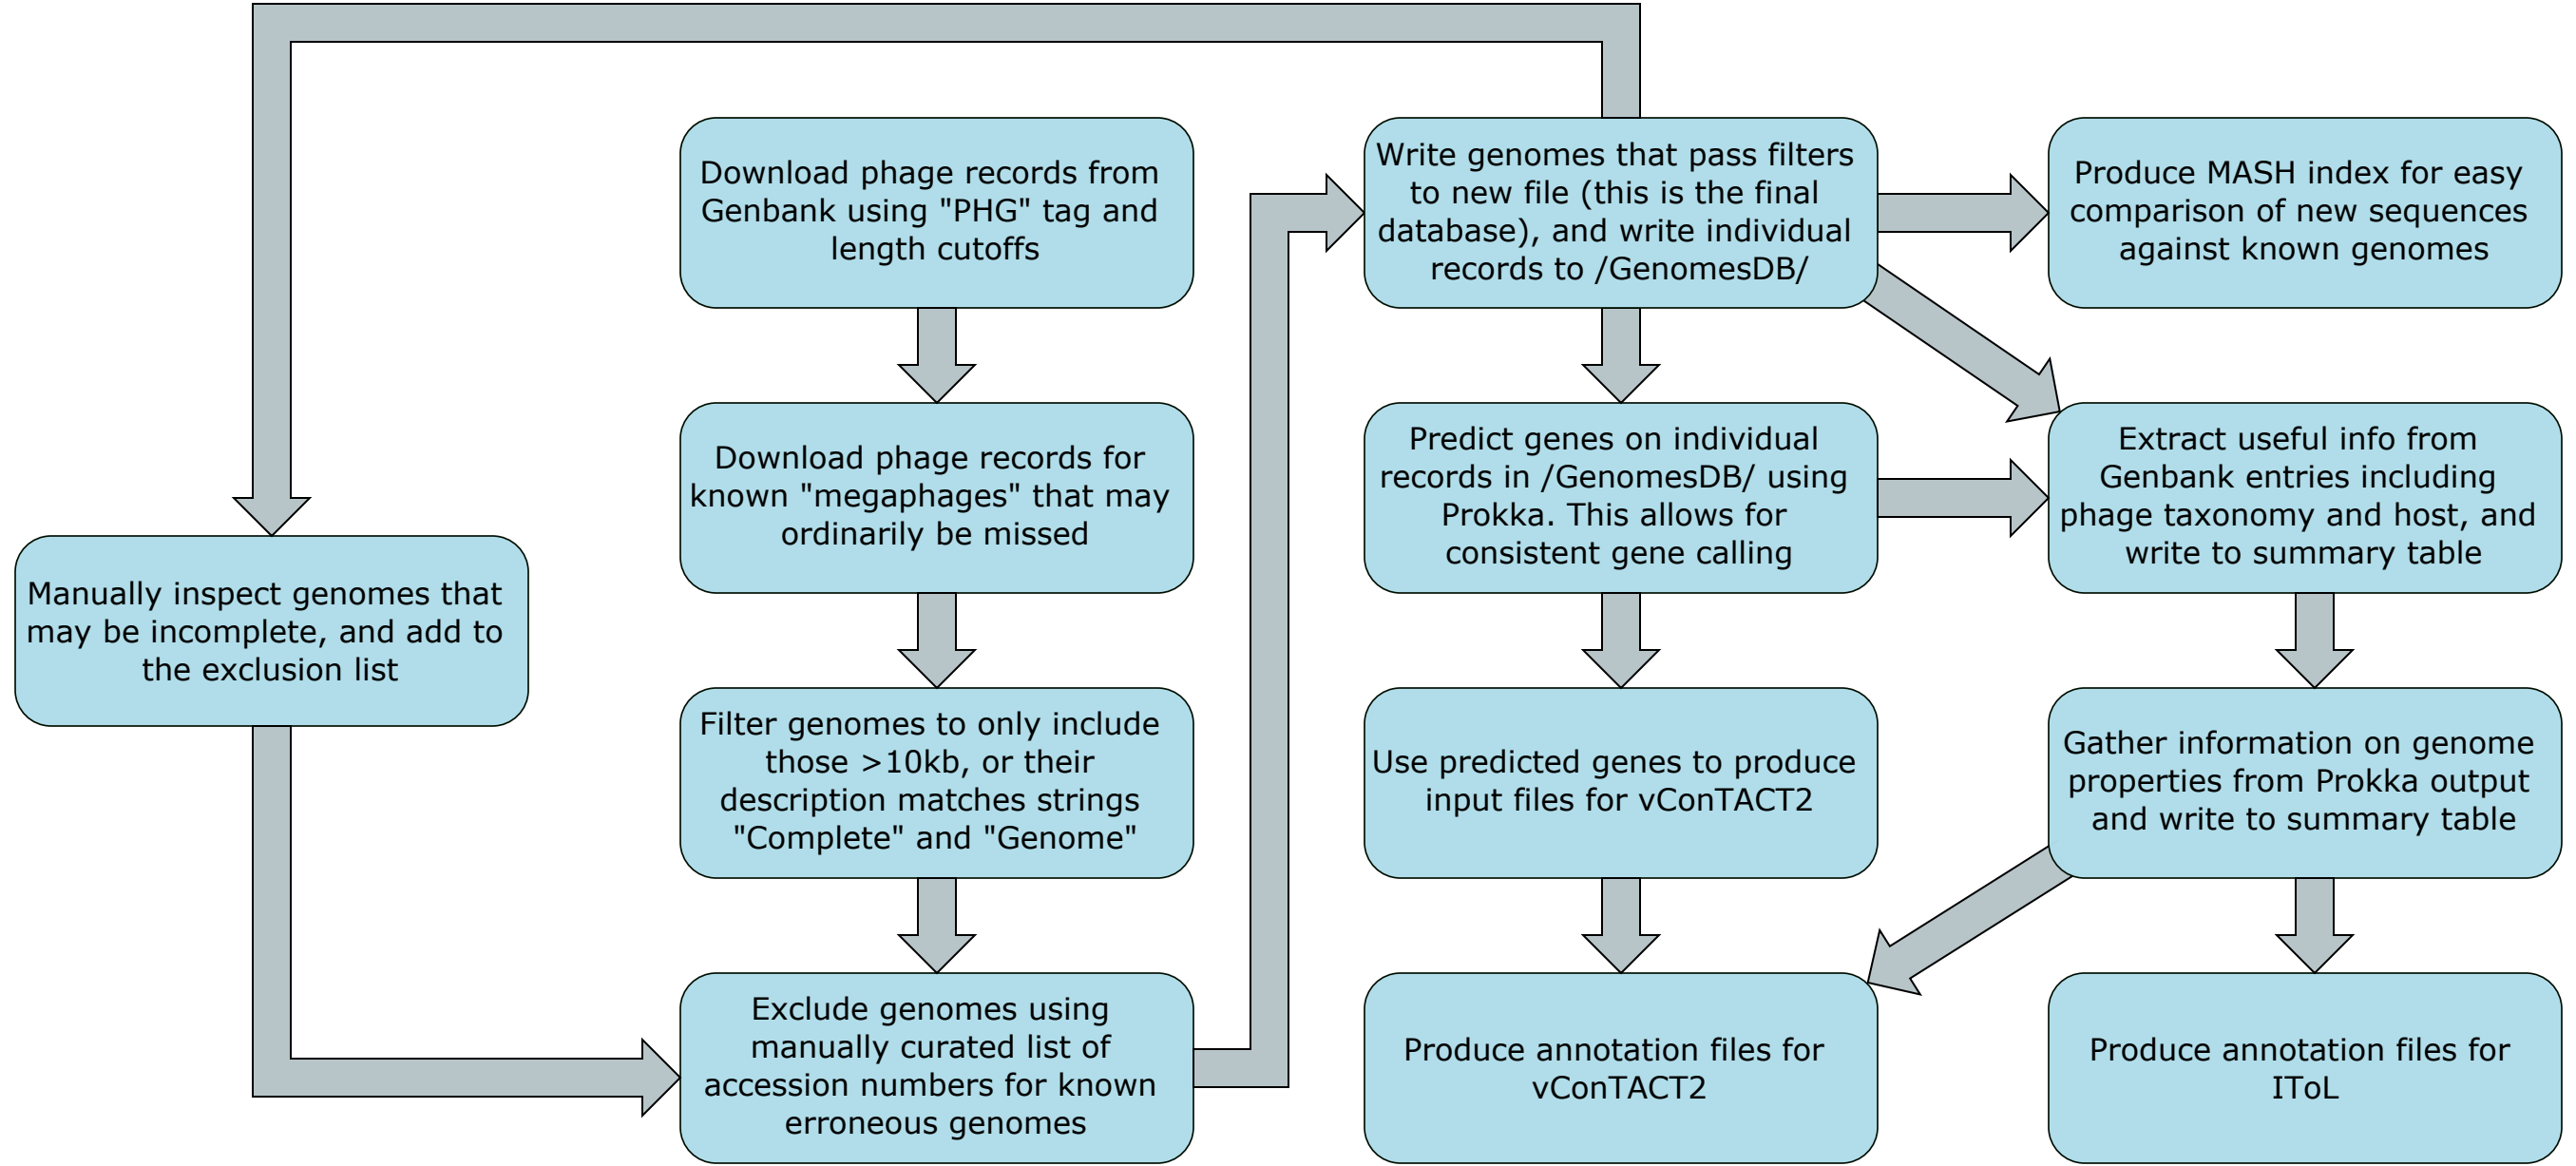 Download phage records from
Genbank using "PHG" tag and
length cutoffs
Download phage records for
known "megaphages" that may
ordinarily be missed
Filter genomes to only include
those >10kb, or their
description matches strings
"Complete" and "Genome"
Exclude genomes using
manually curated list of
accession numbers for known
erroneous genomes
Manually inspect genomes that
may be incomplete, and add to
the exclusion list
Write genomes that pass filters
to new file (this is the final
database), and write individual
records to /GenomesDB/
Produce MASH index for easy
comparison of new sequences
against known genomes
Predict genes on individual
records in /GenomesDB/ using
Prokka. This allows for
consistent gene calling
Extract useful info from
Genbank entries including
phage taxonomy and host, and
write to summary table
Use predicted genes to produce
input files for vConTACT2
Gather information on genome
properties from Prokka output
and write to summary table
Produce annotation files for
vConTACT2
Produce annotation files for
IToL